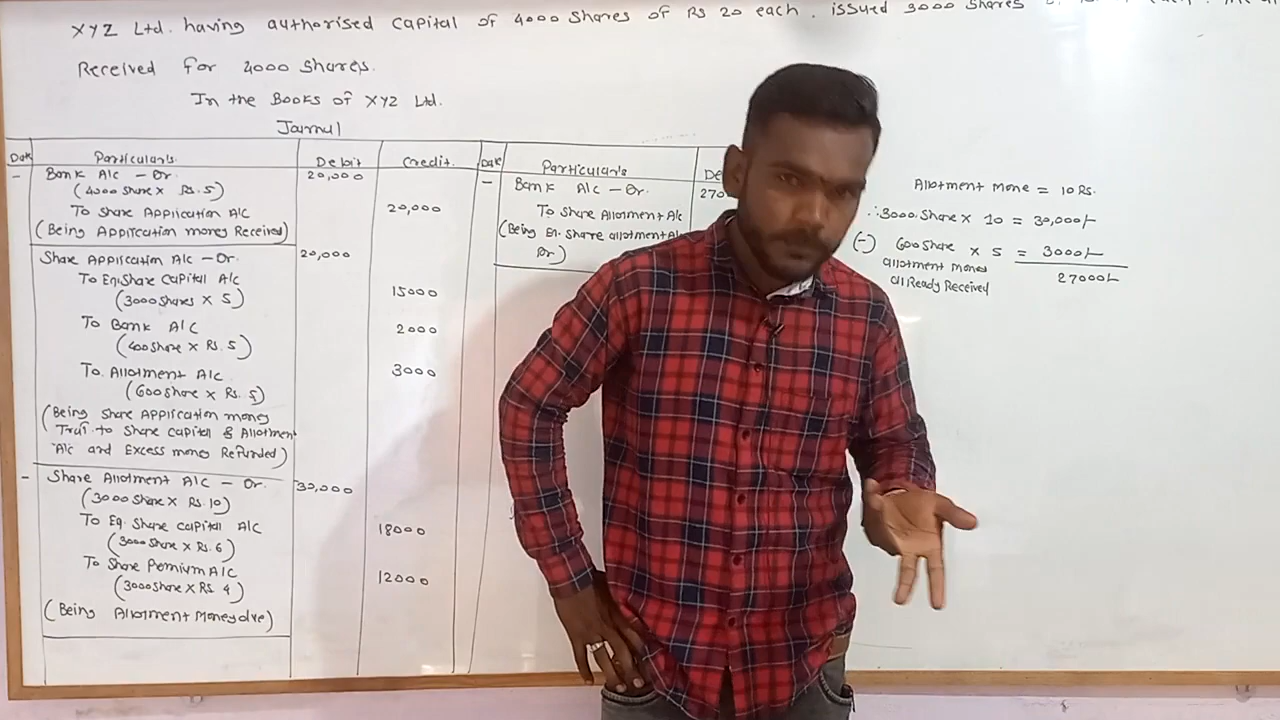 XYZ Ltd. having authorised capital of 4000 Shares of Rs 20 each. issued 3000 Shares
Received for 4000 Shares.
In the Books of XYZ Ltd.
Journal
Date Particular's Debit Credit.
- Bank A/c - Dr. 20,000
(4000 share x Rs. 5)
To Share Application A/c 20,000
(Being Application money Received)
Share Application A/c - Dr. 20,000
To Eq. Share Capital A/c
(3000 Shares x 5) 15000
To Bank A/c 2000
(400 Share x Rs. 5)
To Allotment A/c 3000
(600 Share x Rs. 5)
(Being Share Application money
Traf. to Share Capital & Allotment
A/c and Excess money Refunded)
- Share Allotment A/c - Dr. 30,000
(3000 Share x Rs. 10)
To Eq. Share Capital A/c 18000
(3000 Share x Rs. 6)
To Share Pemium A/c 12000
(3000 Share x Rs 4)
(Being Allotment Money due)
Date Particular's De
- Bank A/c - Dr. 270
To Share Allotment A/c
(Being Eq. Share allotment A/c
Dr)
Allotment Mone = 10 Rs.
∴ 3000 Share x 10 = 30,000/-
(-) 600 Share x 5 = 3000/-
allotment Money
allReady Received 27000/-